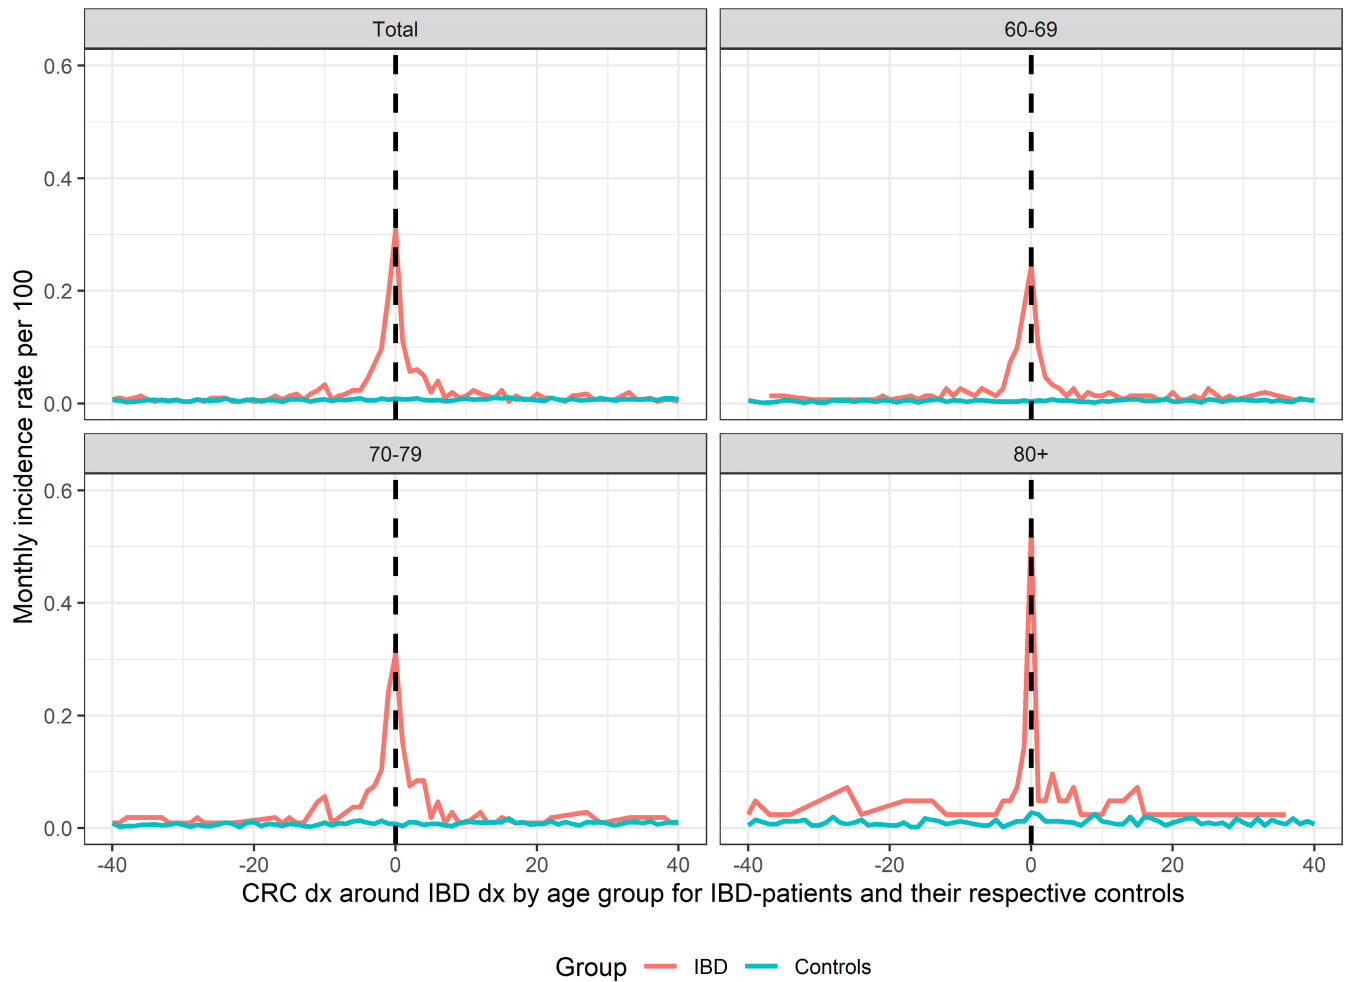 Total
60-69
0.6
0.4
0.2
0.0
70-79
80+
0.6
0.4
0.2
0.0
-40 -20 0 20 40
-40 -20 0 20 40
Monthly incidence rate per 100
CRC dx around IBD dx by age group for IBD-patients and their respective controls
Group IBD Controls